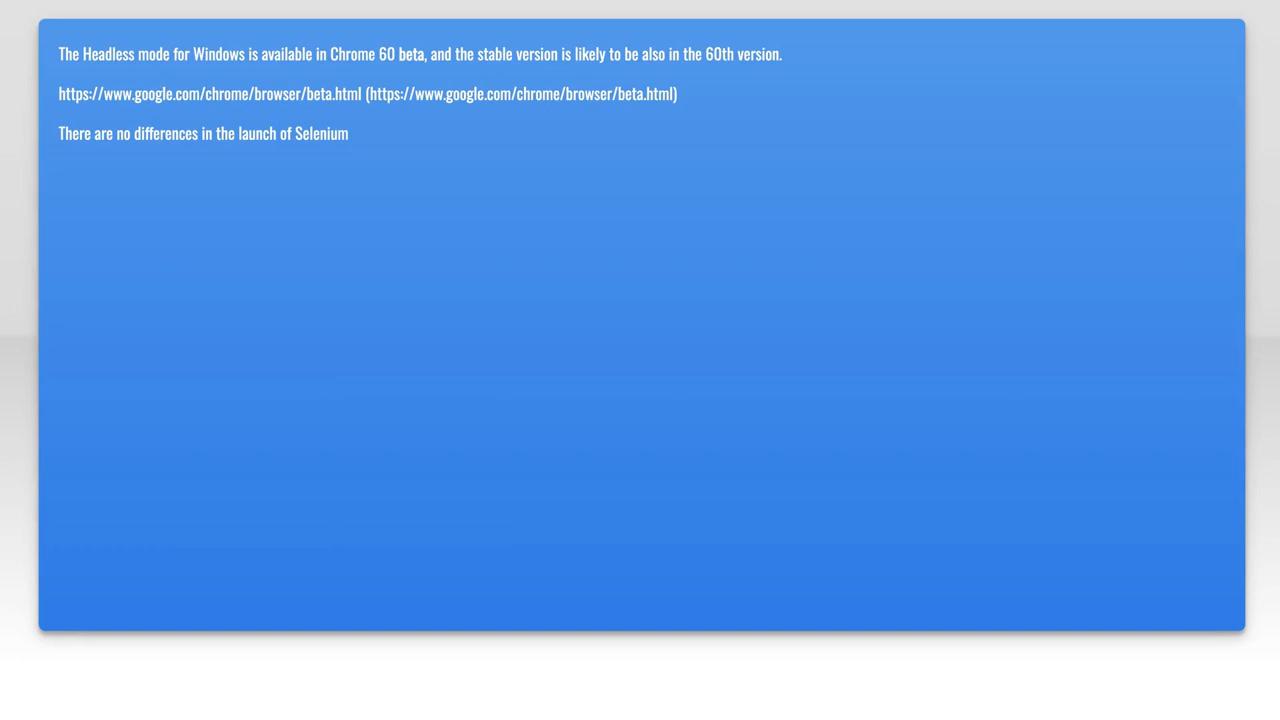 The Headless mode for Windows is available in Chrome 60 beta, and the stable version is likely to be also in the 60th version.
https://www.google.com/chrome/browser/beta.html (https://www.google.com/chrome/browser/beta.html)
There are no differences in the launch of Selenium